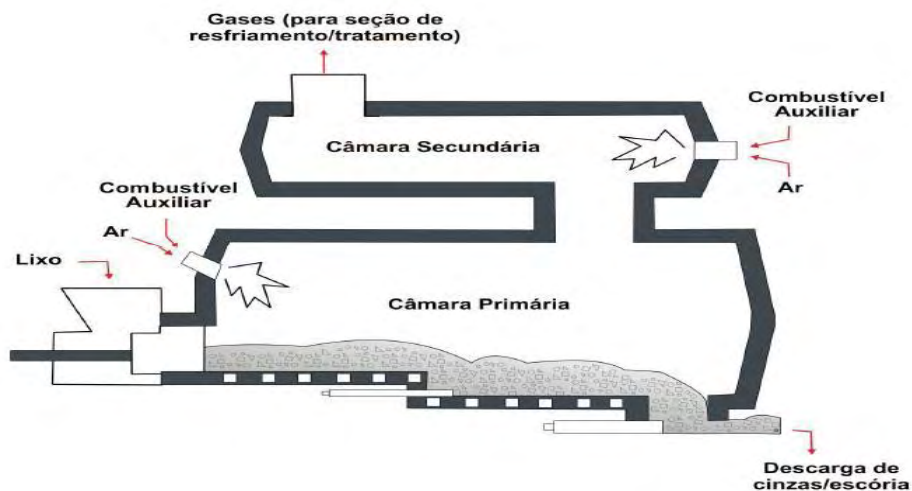 Gases (para seção de
resfriamento/tratamento)
Combustível
Auxiliar
Câmara Secundária
Ar
Combustível
Auxiliar
Ar
Lixo
Câmara Primária
Descarga de
cinzas/escória